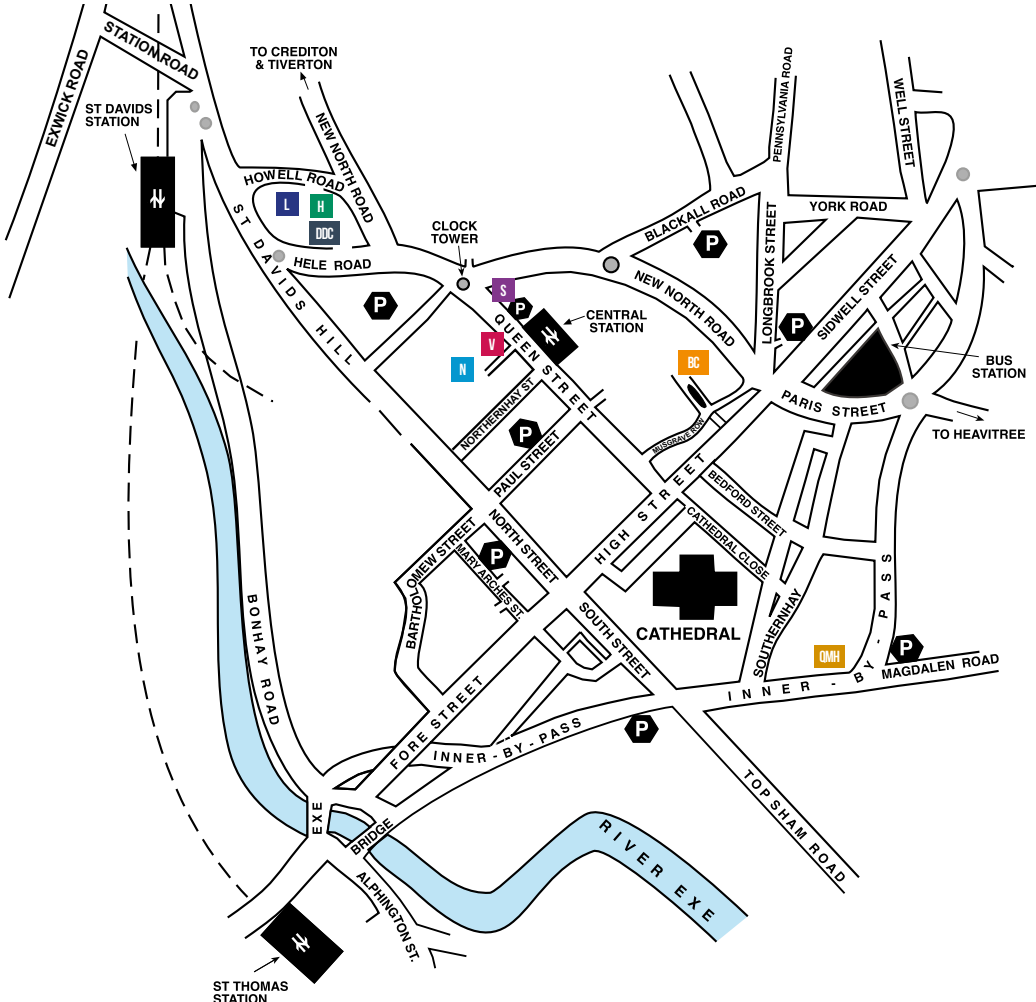 STATION ROAD
EXWICK ROAD
TO CREDITON
& TIVERTON
ST DAVIDS
STATION
NEW NORTH ROAD
HOWELL ROAD
L
H
DDC
ST DAVIDS HILL
HELE ROAD
CLOCK
TOWER
P
S
P
CENTRAL
STATION
QUEEN STREET
V
N
BLACKALL ROAD
P
PENNSYLVANIA ROAD
WELL STREET
YORK ROAD
LONGBROOK STREET
NEW NORTH ROAD
P
SIDWELL STREET
BUS
STATION
BC
PARIS STREET
TO HEAVITREE
NORTHERNHAY ST
P
PAUL STREET
MUSGRAVE ROW
HIGH STREET
BEDFORD STREET
CATHEDRAL CLOSE
NORTH STREET
P
MARY ARCHES ST.
BARTHOLOMEW STREET
CATHEDRAL
SOUTH STREET
SOUTHERNHAY
QMH
P
INNER-BY-PASS
MAGDALEN ROAD
BONHAY ROAD
FORE STREET
INNER-BY-PASS
P
TOPSHAM ROAD
EXE
BRIDGE
RIVER EXE
ALPHINGTON ST.
ST THOMAS
STATION